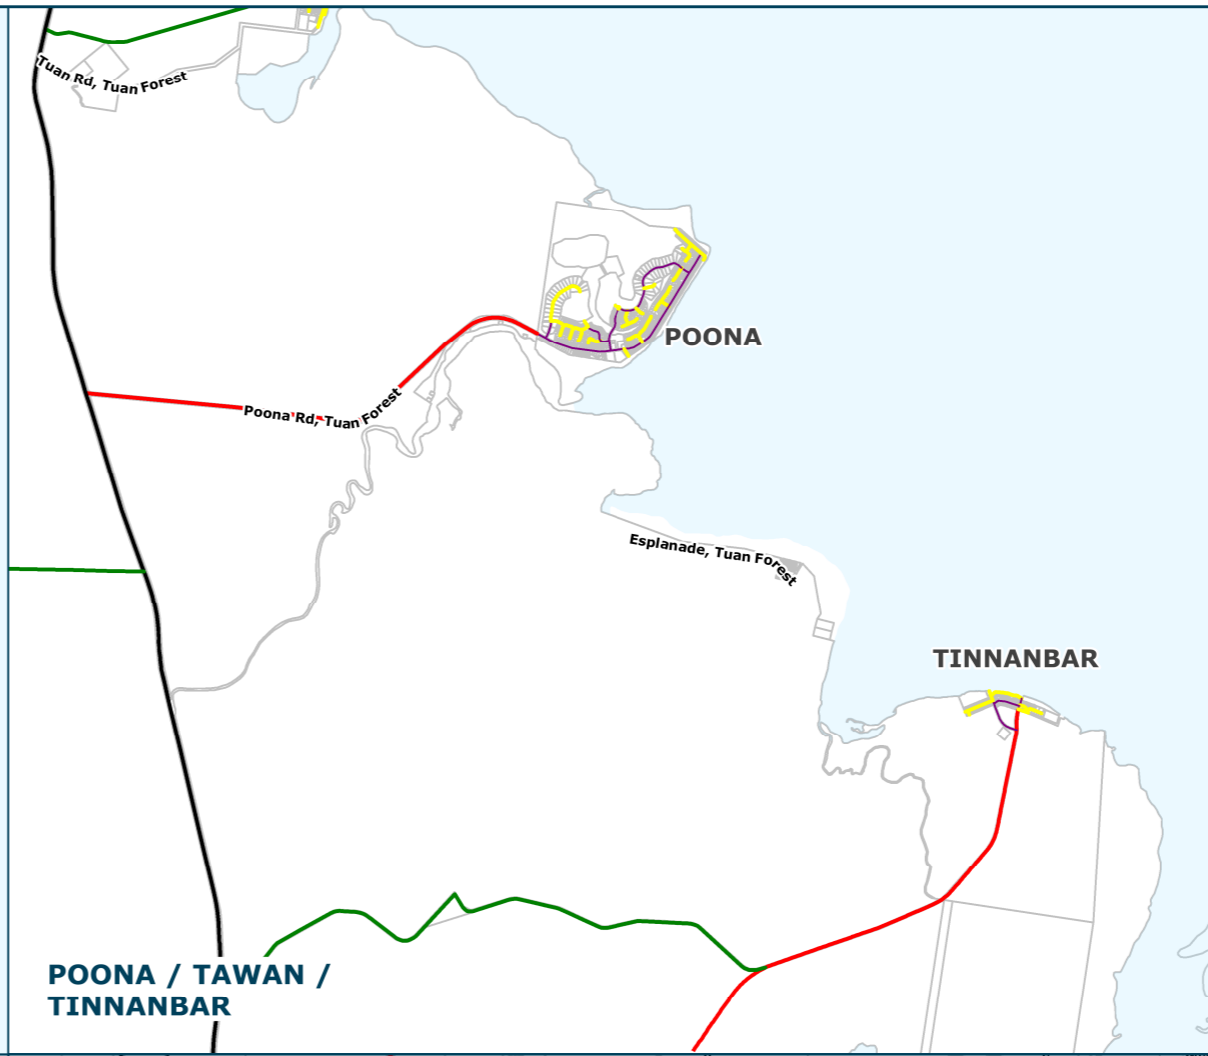 Tuan Rd, Tuan Forest
POONA
Poona Rd, Tuan Forest
Esplanade, Tuan Forest
TINNANBAR
POONA / TAWAN /
TINNANBAR